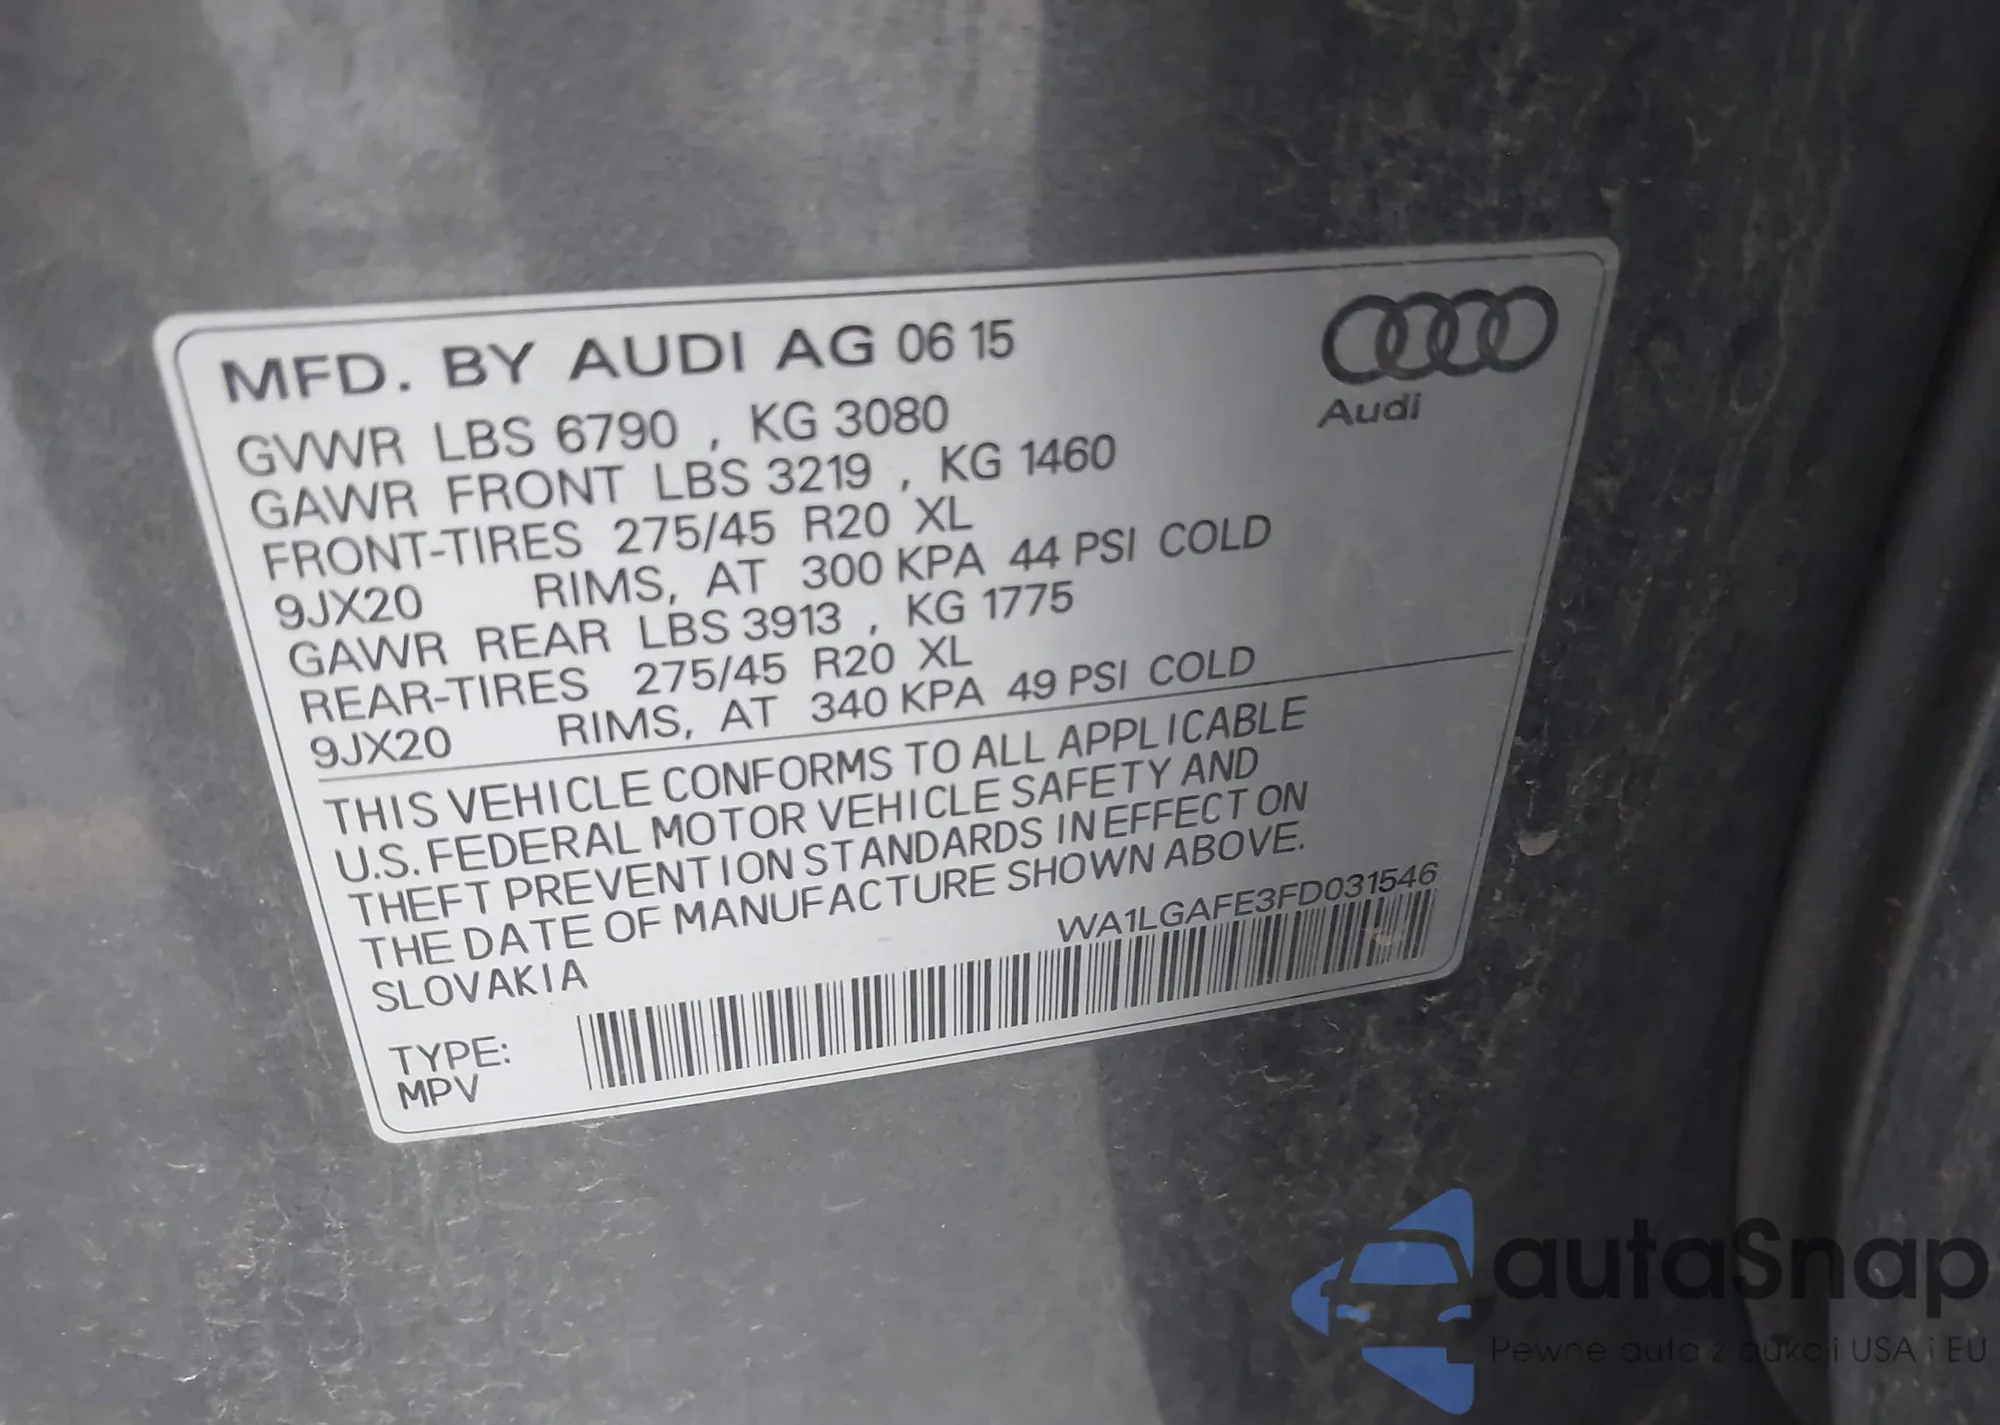 MFD. BY AUDI AG 06 15
Audi
GVWR LBS 6790 , KG 3080
GAWR FRONT LBS 3219 , KG 1460
FRONT-TIRES 275/45 R20 XL
9JX20 RIMS, AT 300 KPA 44 PSI COLD
GAWR REAR LBS 3913 , KG 1775
REAR-TIRES 275/45 R20 XL
9JX20 RIMS, AT 340 KPA 49 PSI COLD
THIS VEHICLE CONFORMS TO ALL APPLICABLE
U.S. FEDERAL MOTOR VEHICLE SAFETY AND
THEFT PREVENTION STANDARDS IN EFFECT ON
THE DATE OF MANUFACTURE SHOWN ABOVE.
SLOVAKIA
WA1LGAFE3FD031546
TYPE:
MPV
autaSnap
Pewne auta z aukcji USA i EU